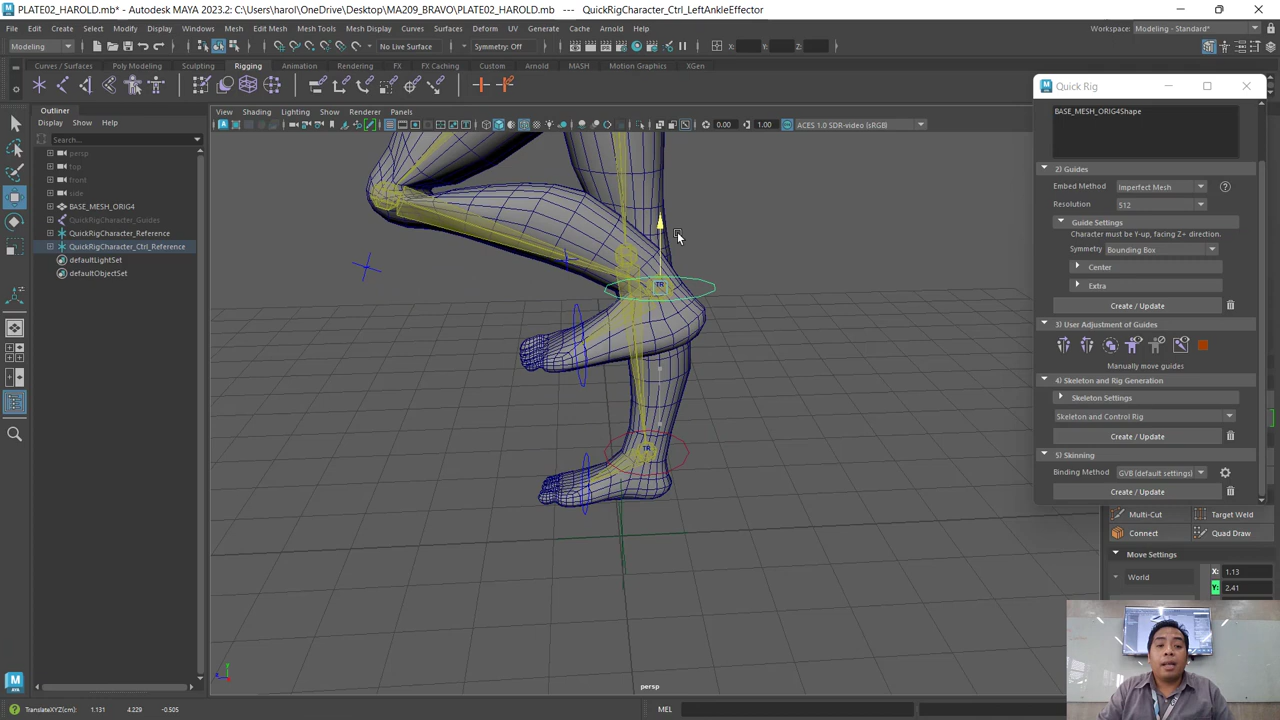 PLATE02_HAROLD.mb* - Autodesk MAYA 2023.2: C:\Users\harol\OneDrive\Desktop\MA209_BRAVO\PLATE02_HAROLD.mb --- QuickRigCharacter_Ctrl_LeftAnkleEffector
File Edit Create Select Modify Display Windows Mesh Edit Mesh Mesh Tools Mesh Display Curves Surfaces Deform UV Generate Cache Arnold Help
Workspace: Modeling - Standard*
Modeling No Live Surface Symmetry: Off X: Y: Z:
Curves / Surfaces Poly Modeling Sculpting Rigging Animation Rendering FX FX Caching Custom Arnold MASH Motion Graphics XGen
Outliner
Display Show Help
Search...
persp
top
front
side
BASE_MESH_ORIG4
QuickRigCharacter_Guides
QuickRigCharacter_Reference
QuickRigCharacter_Ctrl_Reference
defaultLightSet
defaultObjectSet
View Shading Lighting Show Renderer Panels
0.00 1.00 ACES 1.0 SDR-video (sRGB)
TR
TR
persp
Quick Rig
BASE_MESH_ORIG4Shape
2) Guides
Embed Method Imperfect Mesh
Resolution 512
Guide Settings
Character must be Y-up, facing Z+ direction.
Symmetry Bounding Box
Center
Extra
Create / Update
3) User Adjustment of Guides
Manually move guides
4) Skeleton and Rig Generation
Skeleton Settings
Skeleton and Control Rig
Create / Update
5) Skinning
Binding Method GVB (default settings)
Create / Update
Multi-Cut Target Weld
Connect Quad Draw
Move Settings
World X: 1.13
Y: 2.41
TranslateXYZ(cm): 1.131 4.229 -0.505 MEL